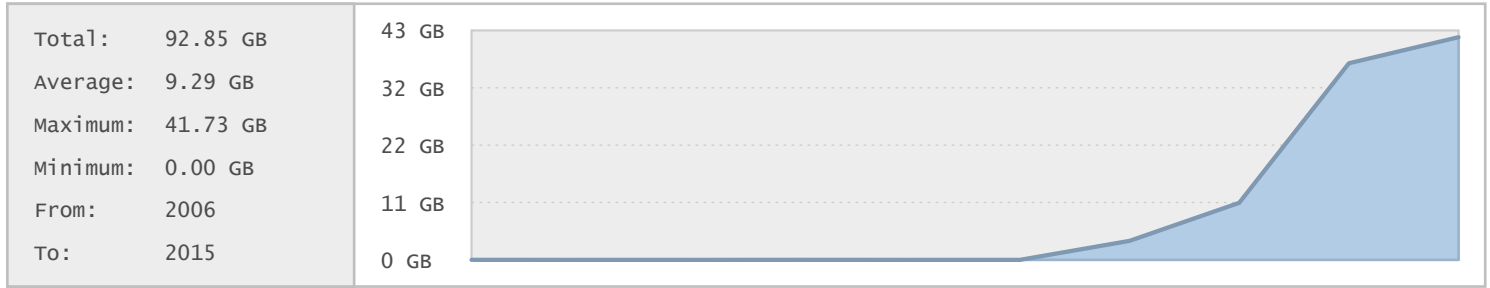 Total: 92.85 GB
Average: 9.29 GB
Maximum: 41.73 GB
Minimum: 0.00 GB
From: 2006
To: 2015
43 GB
32 GB
22 GB
11 GB
0 GB